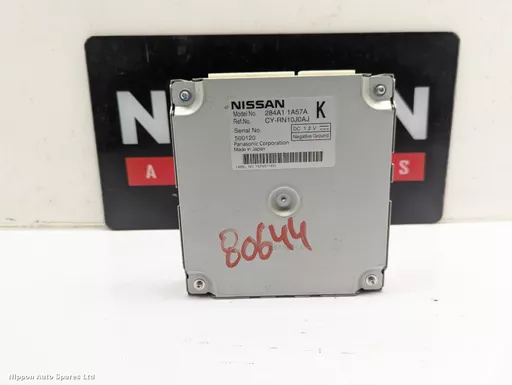 NISSAN
NISSAN K
Model No. 284A1 1A57A
Ref.No. CY-RN10J0AJ
Serial No. DC 12V
500120 Negative Ground
Panasonic Corporation
Made in Japan
80644
Nippon Auto Spares Ltd